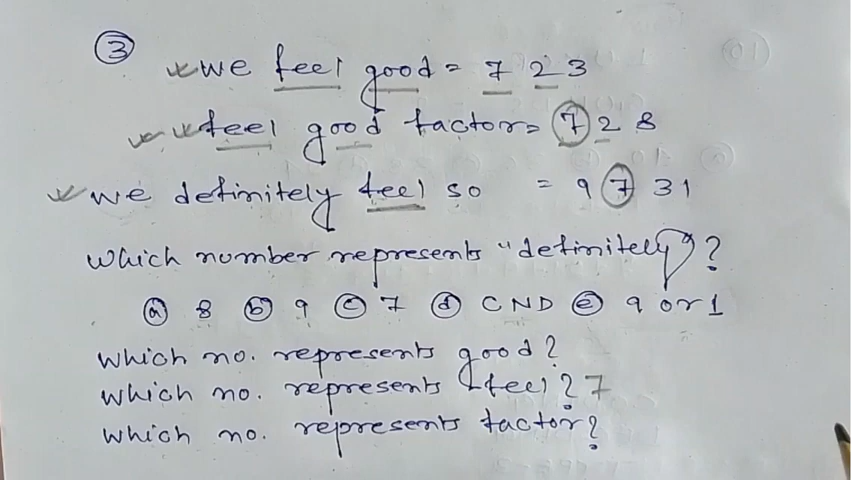 ③
we feel good = 7 2 3
feel good factor = 7 2 8
we definitely feel so = 9 7 3 1
which number represents "definitely"?
ⓐ 8 ⓑ 9 ⓒ 7 ⓓ CND ⓔ 9 or 1
which no. represents good?
which no. represents feel? 7
which no. represents factor?